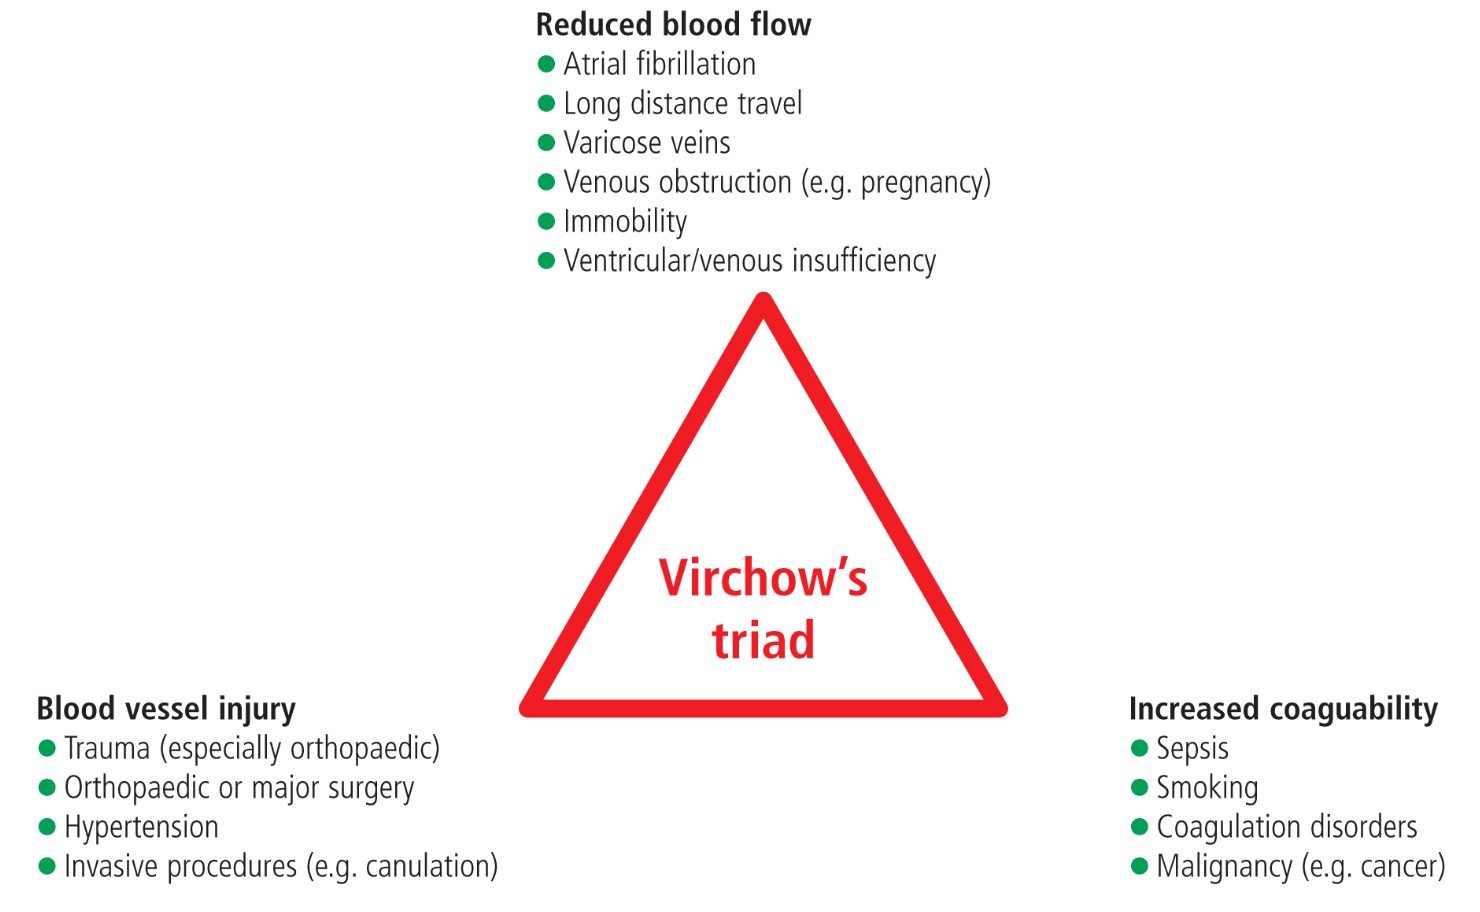 Reduced blood flow
● Atrial fibrillation
● Long distance travel
● Varicose veins
● Venous obstruction (e.g. pregnancy)
● Immobility
● Ventricular/venous insufficiency
Virchow’s
triad
Blood vessel injury
● Trauma (especially orthopaedic)
● Orthopaedic or major surgery
● Hypertension
● Invasive procedures (e.g. canulation)
Increased coaguability
● Sepsis
● Smoking
● Coagulation disorders
● Malignancy (e.g. cancer)